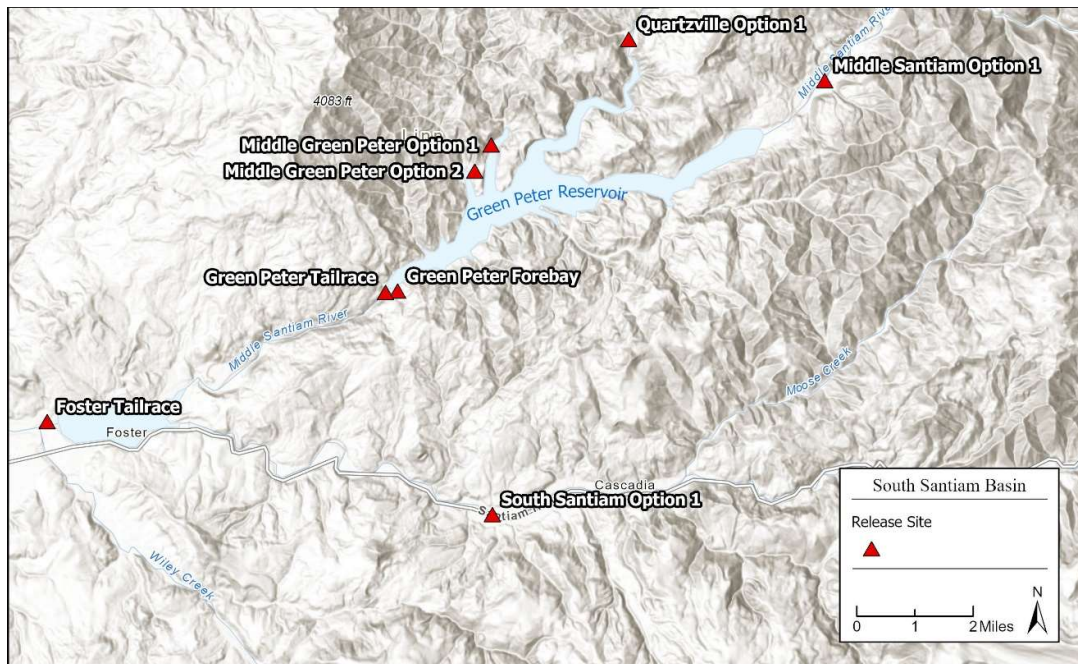 Quartzville Option 1
Middle Santiam River
Middle Santiam Option 1
4083 ft
Linn
Middle Green Peter Option 1
Middle Green Peter Option 2
Green Peter Reservoir
Green Peter Tailrace
Green Peter Forebay
Middle Santiam River
Moose Creek
Foster Tailrace
Foster
Cascadia
South Santiam Option 1
Wiley Creek
South Santiam Basin
Release Site
N
0 1 2 Miles